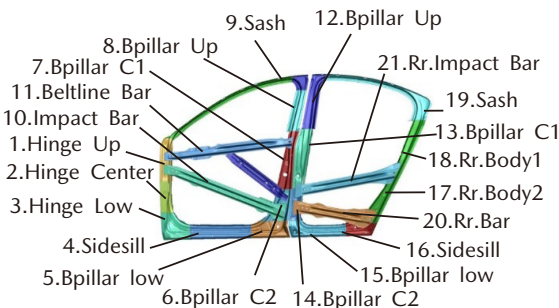 9.Sash
12.Bpillar Up
8.Bpillar Up
7.Bpillar C1
21.Rr.Impact Bar
11.Beltline Bar
19.Sash
10.Impact Bar
13.Bpillar C1
1.Hinge Up
18.Rr.Body1
2.Hinge Center
17.Rr.Body2
3.Hinge Low
20.Rr.Bar
4.Sidesill
16.Sidesill
5.Bpillar low
15.Bpillar low
6.Bpillar C2
14.Bpillar C2